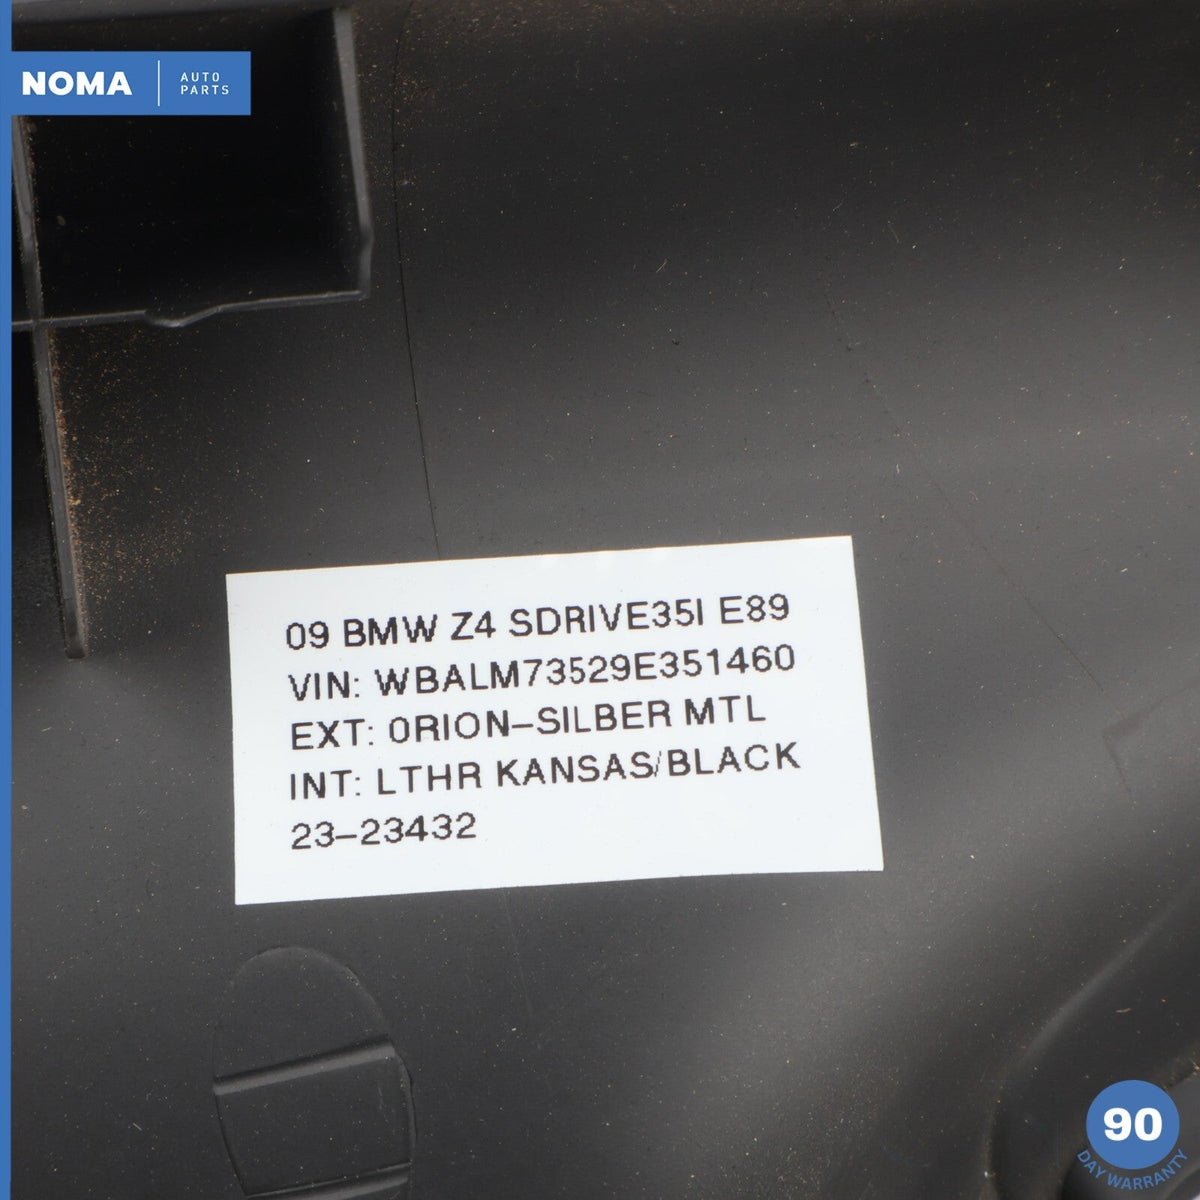 NOMA
AUTO
PARTS
09 BMW Z4 SDRIVE35I E89
VIN: WBALM73529E351460
EXT: ORION-SILBER MTL
INT: LTHR KANSAS/BLACK
23-23432
90
DAY WARRANTY